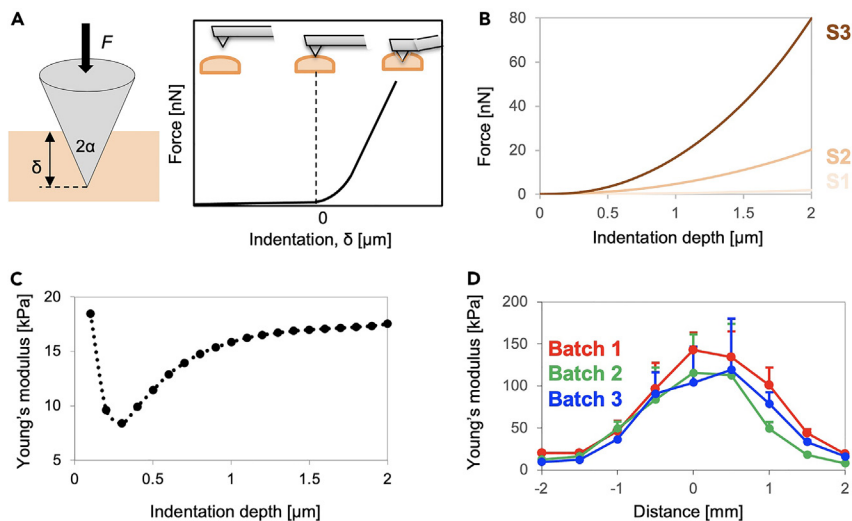 A
F
2α
δ
Force [nN]
0
Indentation, δ [µm]
B
Force [nN]
80
60
40
20
0
0 0.5 1 1.5 2
Indentation depth [µm]
S3
S2
S1
C
Young's modulus [kPa]
20
15
10
5
0 0.5 1 1.5 2
Indentation depth [µm]
D
Young's modulus [kPa]
200
150
100
50
0
-2 -1 0 1 2
Distance [mm]
Batch 1
Batch 2
Batch 3